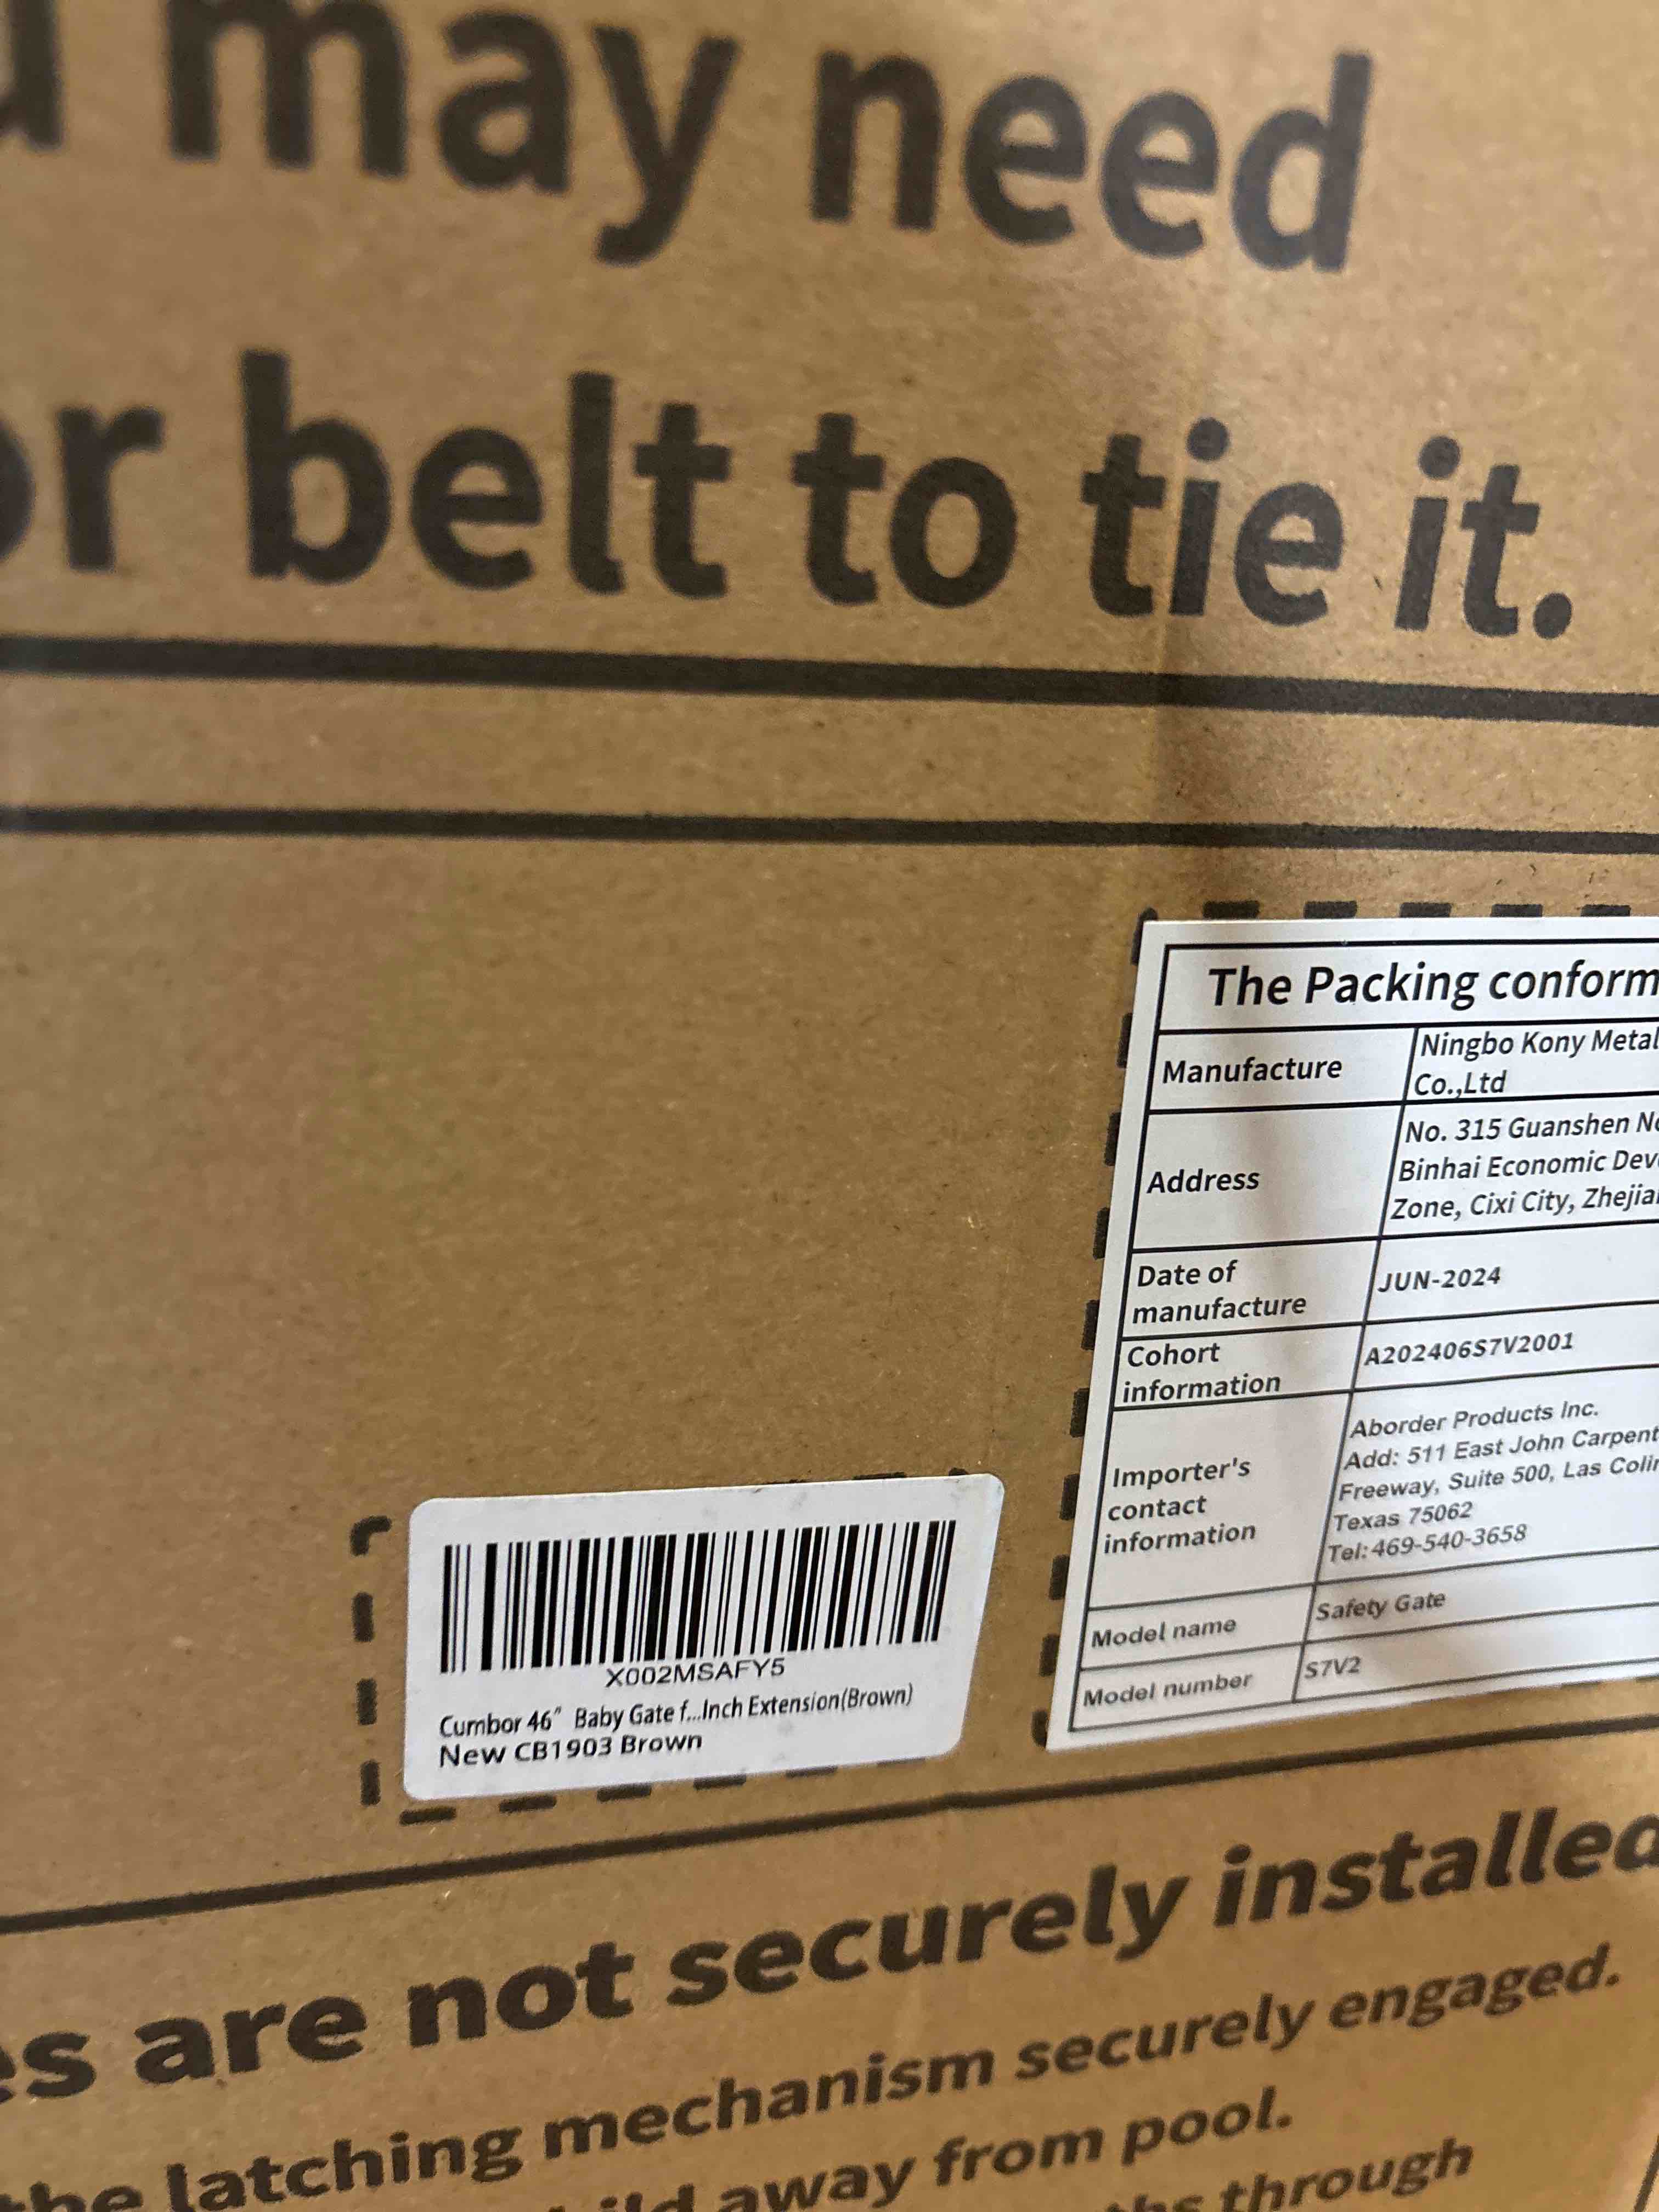 may need
or belt to tie it.
The Packing conform
Manufacture
Ningbo Kony Metal
Co.,Ltd
Address
No. 315 Guanshen
Binhai Economic
Zone, Cixi City,
Date of
manufacture
JUN-2024
Cohort
information
A202406S7V2001
Importer's
contact
information
Aborder Products Inc.
Add: 511 East John Carpent
Freeway, Suite 500, Las
Texas 75062
Tel: 469-540-3658
Model name
Safety Gate
Model number
S7V2
X002MSAFY5
Cumbor 46" Baby Gate f...Inch Extension(Brown)
New CB1903 Brown
es are not securely installed
the latching mechanism securely engaged.
away from pool.
through